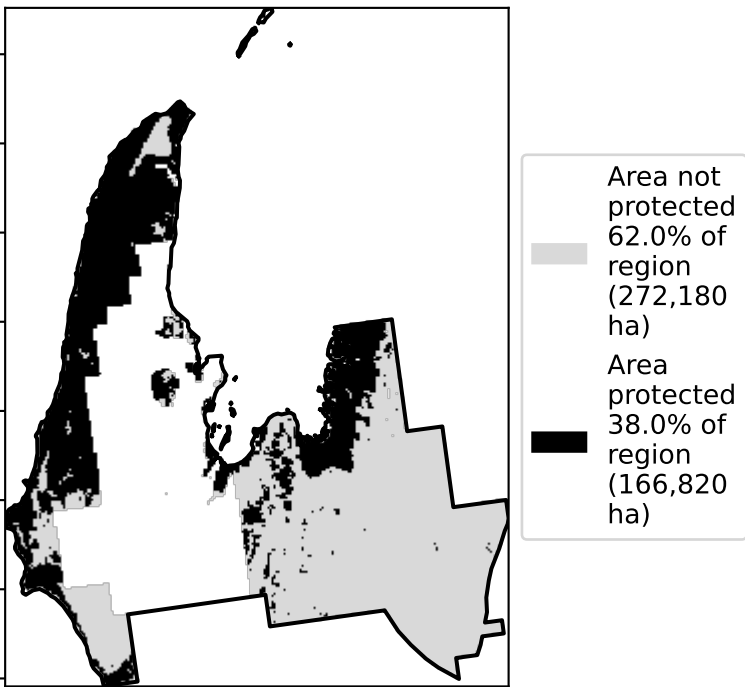 Area not
protected
62.0% of
region
(272,180
ha)
Area
protected
38.0% of
region
(166,820
ha)